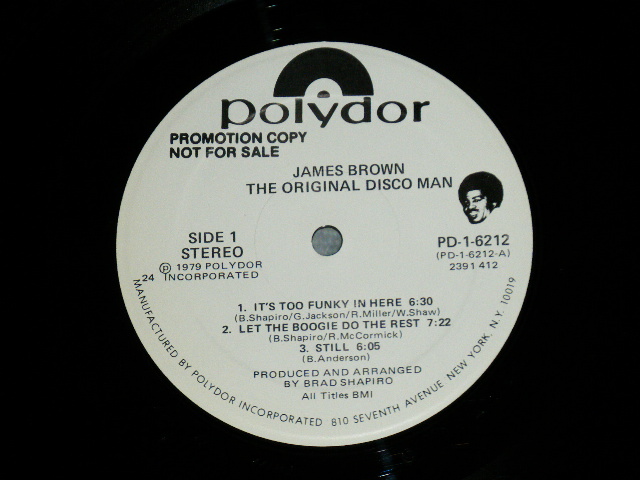 polydor
PROMOTION COPY
NOT FOR SALE
JAMES BROWN
THE ORIGINAL DISCO MAN
SIDE 1
STEREO
℗ 1979 POLYDOR
24 INCORPORATED
PD-1-6212
(PD-1-6212-A)
2391 412
1. IT'S TOO FUNKY IN HERE 6:30
(B.Shapiro/G.Jackson/R.Miller/W.Shaw)
2. LET THE BOOGIE DO THE REST 7:22
(B.Shapiro/R.McCormick)
3. STILL 6:05
(B.Anderson)
PRODUCED AND ARRANGED
BY BRAD SHAPIRO
All Titles BMI
MANUFACTURED BY POLYDOR INCORPORATED 810 SEVENTH AVENUE NEW YORK, N.Y. 10019